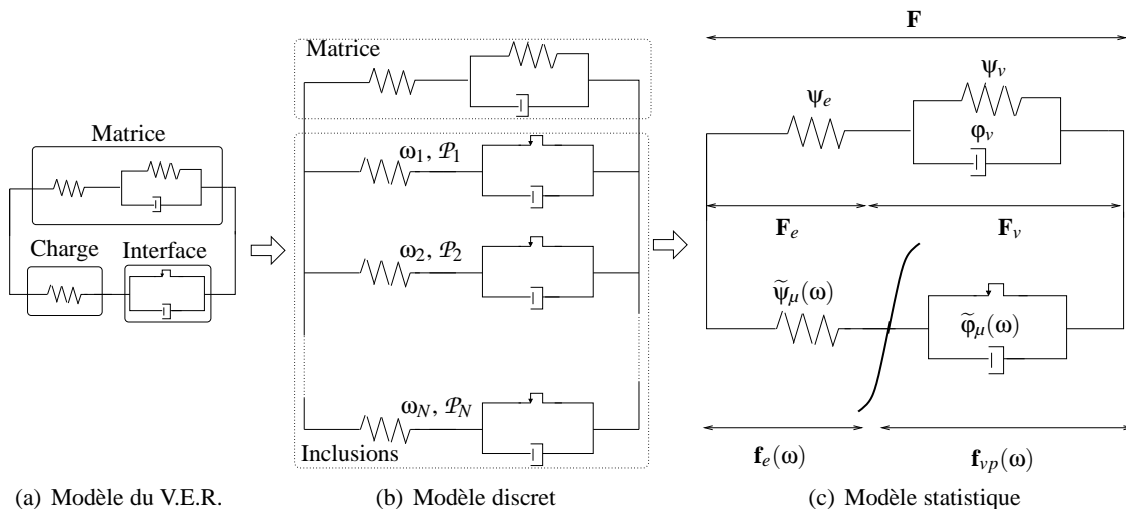 Matrice
Charge
Interface
(a) Modèle du V.E.R.
Matrice
ω₁, 𝒫₁
ω₂, 𝒫₂
ω_N, 𝒫_N
Inclusions
(b) Modèle discret
F
ψ_v
ψ_e
φ_v
F_e
F_v
ψ̃_μ(ω)
φ̃_μ(ω)
f_e(ω)
f_vp(ω)
(c) Modèle statistique